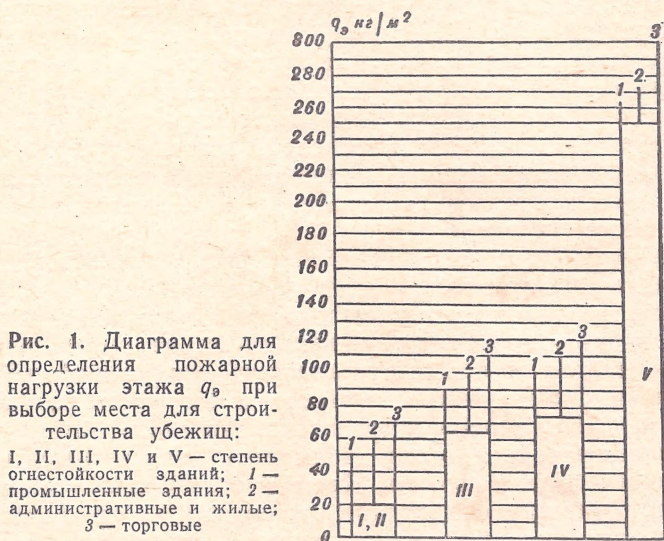 qэ кг/м²
800
280
260
240
220
200
180
160
140
120
100
80
60
40
20
0
1 2 3
I, II
1 2 3
III
1 2 3
IV
1 2 3
V
Рис. 1. Диаграмма для
определения пожарной
нагрузки этажа qэ при
выборе места для строи-
тельства убежищ:
I, II, III, IV и V — степень
огнестойкости зданий; 1 —
промышленные здания; 2 —
административные и жилые;
3 — торговые